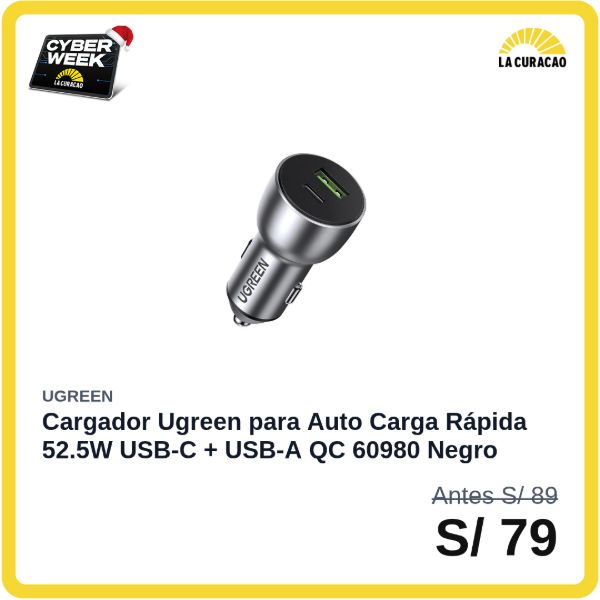 CYBER
WEEK
LA CURACAO
LA CURACAO
UGREEN
UGREEN
Cargador Ugreen para Auto Carga Rápida
52.5W USB-C + USB-A QC 60980 Negro
Antes S/ 89
S/ 79